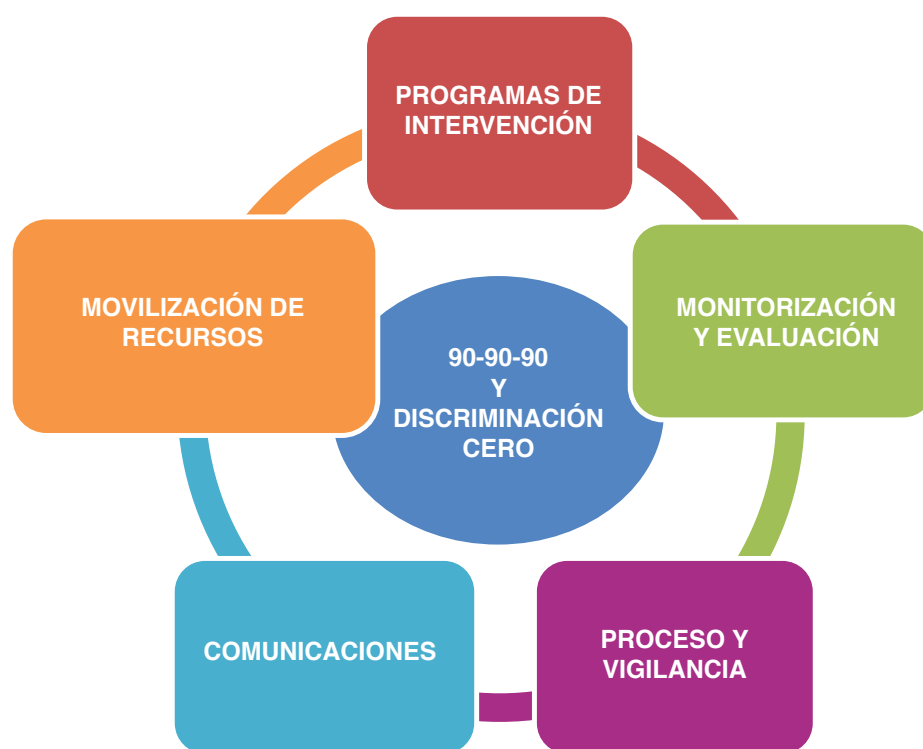 PROGRAMAS DE
INTERVENCIÓN
MOVILIZACIÓN DE
RECURSOS
MONITORIZACIÓN
Y EVALUACIÓN
90-90-90
Y
DISCRIMINACIÓN
CERO
COMUNICACIONES
PROCESO Y
VIGILANCIA